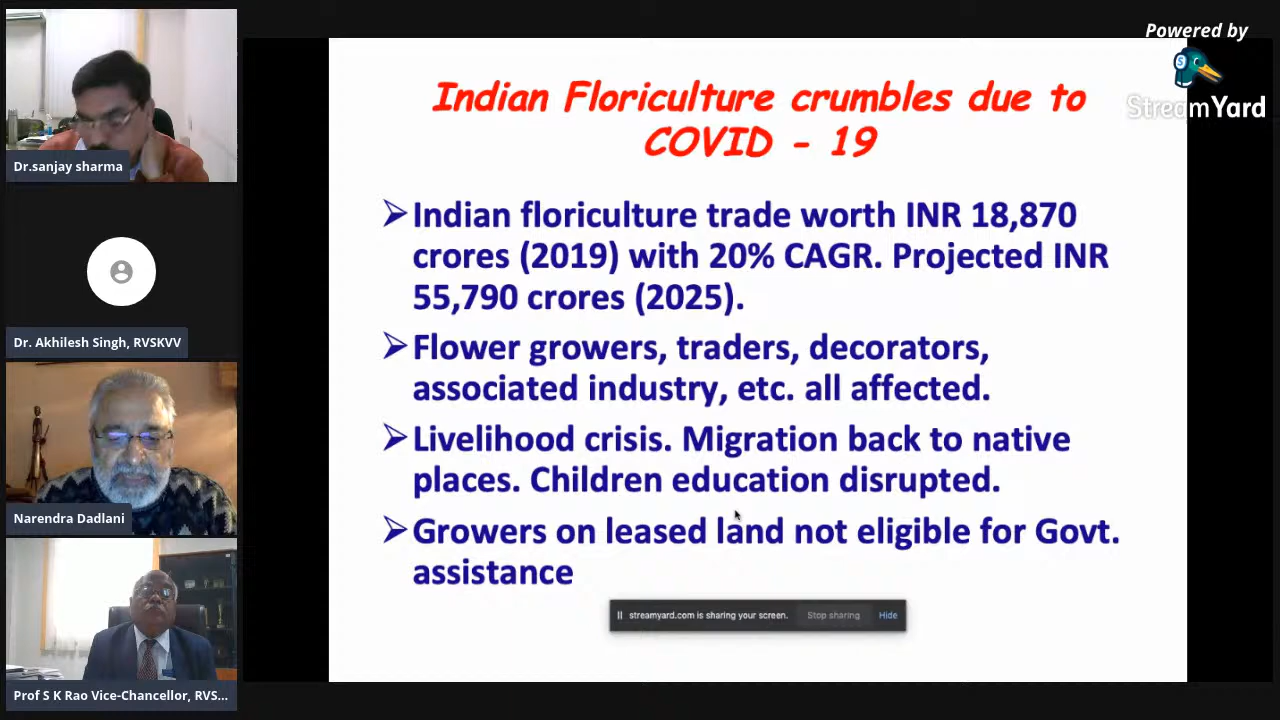 Powered by
StreamYard
Dr.sanjay sharma
Dr. Akhilesh Singh, RVSKVV
Narendra Dadlani
Prof S K Rao Vice-Chancellor, RVS...
Indian Floriculture crumbles due to
COVID - 19
➢Indian floriculture trade worth INR 18,870
crores (2019) with 20% CAGR. Projected INR
55,790 crores (2025).
➢Flower growers, traders, decorators,
associated industry, etc. all affected.
➢Livelihood crisis. Migration back to native
places. Children education disrupted.
➢Growers on leased land not eligible for Govt.
assistance
streamyard.com is sharing your screen. Stop sharing Hide